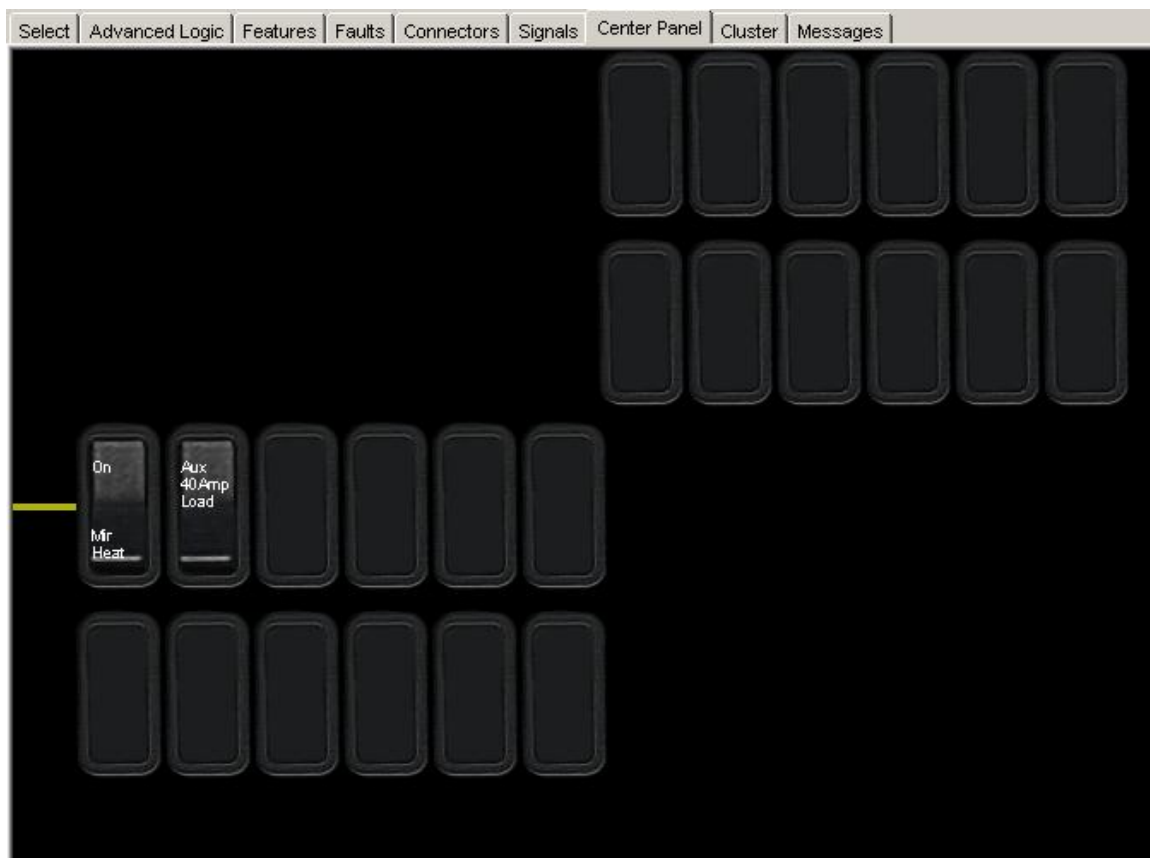 Select Advanced Logic Features Faults Connectors Signals Center Panel Cluster Messages
On
Mir
Heat
Aux
40Amp
Load